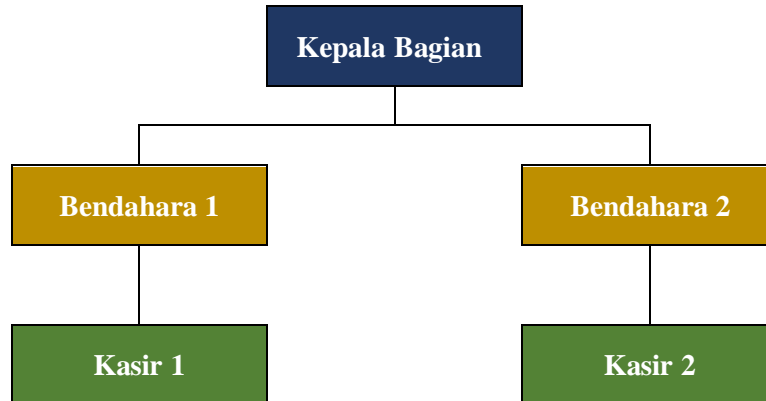 Kepala Bagian
Bendahara 1
Bendahara 2
Kasir 1
Kasir 2